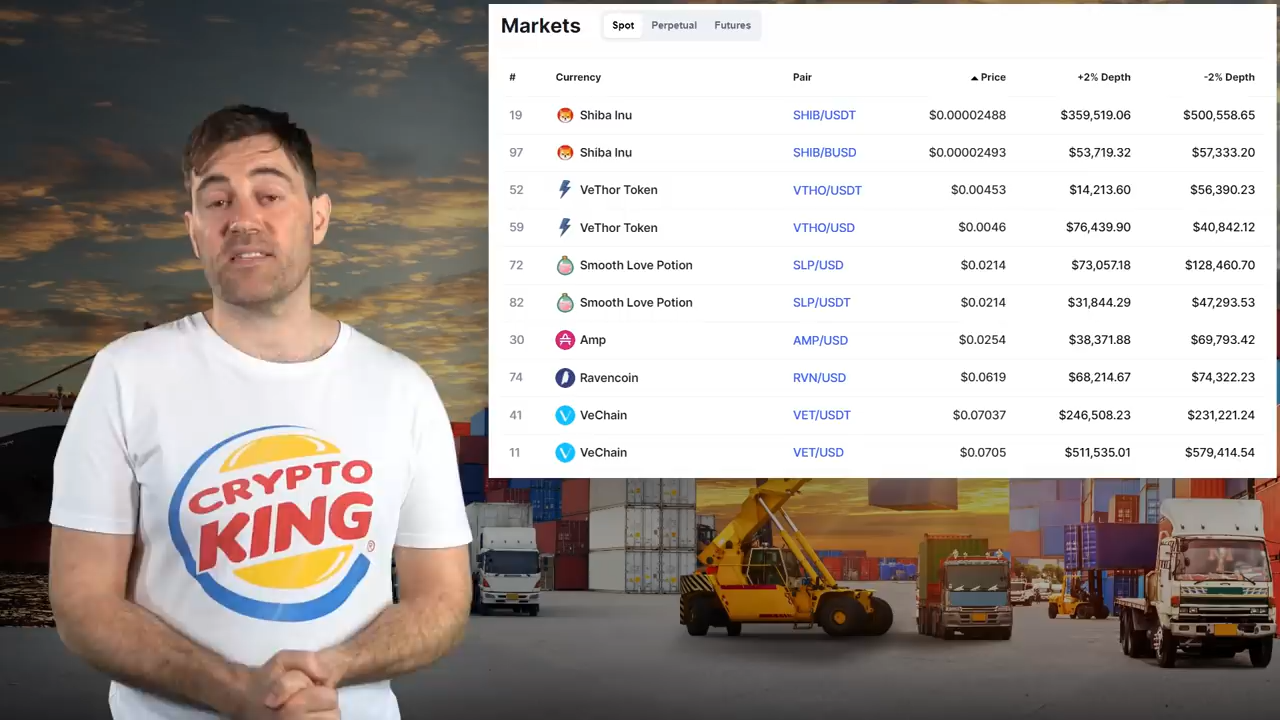 Markets Spot Perpetual Futures
# Currency Pair Price +2% Depth -2% Depth
19 Shiba Inu SHIB/USDT $0.00002488 $359,519.06 $500,558.65
97 Shiba Inu SHIB/BUSD $0.00002493 $53,719.32 $57,333.20
52 VeThor Token VTHO/USDT $0.00453 $14,213.60 $56,390.23
59 VeThor Token VTHO/USD $0.0046 $76,439.90 $40,842.12
72 Smooth Love Potion SLP/USD $0.0214 $73,057.18 $128,460.70
82 Smooth Love Potion SLP/USDT $0.0214 $31,844.29 $47,293.53
30 Amp AMP/USD $0.0254 $38,371.88 $69,793.42
74 Ravencoin RVN/USD $0.0619 $68,214.67 $74,322.23
41 VeChain VET/USDT $0.07037 $246,508.23 $231,221.24
11 VeChain VET/USD $0.0705 $511,535.01 $579,414.54
CRYPTO
KING
®